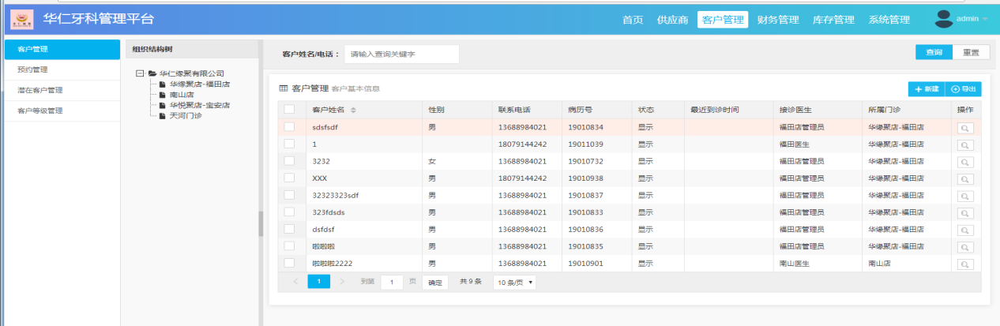 华仁牙科管理平台 首页 供应商 客户管理 财务管理 库存管理 系统管理 admin
客户管理
预约管理
潜在客户管理
客户等级管理
组织结构树
华仁缘聚有限公司
华缘聚店-福田店
南山店
华悦聚店-宝安店
天河门诊
客户姓名/电话： 请输入查询关键字 查询 重置
客户管理 客户基本信息 新建 导出
客户姓名 性别 联系电话 病历号 状态 最近到诊时间 接诊医生 所属门诊 操作
sdsfsdf 男 13688984021 19010834 显示 福田店管理员 华缘聚店-福田店
1 18079144242 19011039 显示 福田医生 华缘聚店-福田店
3232 女 13688984021 19010732 显示 福田店管理员 华缘聚店-福田店
XXX 男 18079144242 19010938 显示 福田店管理员 华缘聚店-福田店
32323323sdf 男 13688984021 19010837 显示 福田店管理员 华缘聚店-福田店
323fdsds 男 13688984021 19010833 显示 福田店管理员 华缘聚店-福田店
dsfdsf 男 13688984021 19010836 显示 福田店管理员 华缘聚店-福田店
啦啦啦 男 13688984021 19010835 显示 福田店管理员 华缘聚店-福田店
啦啦啦2222 男 13688984021 19010901 显示 南山医生 南山店
1 到第 1 页 确定 共 9 条 10 条/页